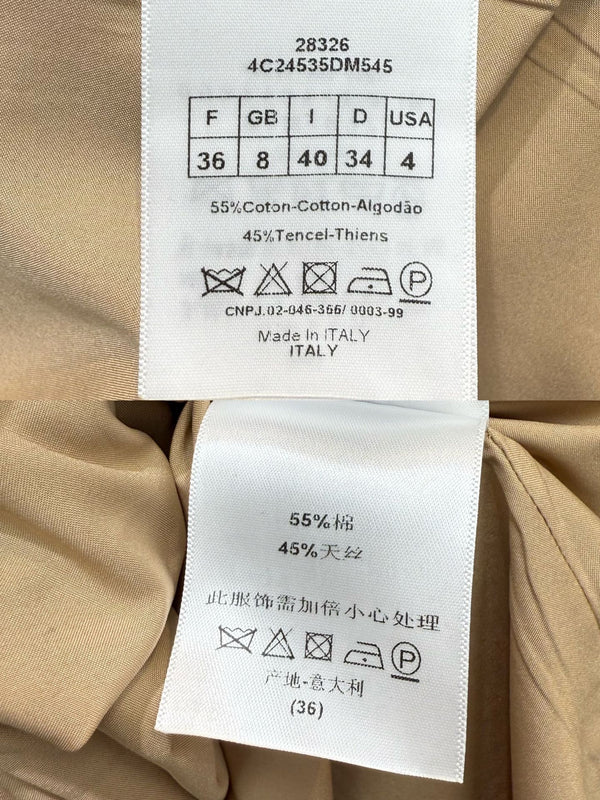 28326
4C24535DM545
F GB I D USA
36 8 40 34 4
55%Coton-Cotton-Algodão
45%Tencel-Thiens
P
CNPJ.02-046-366/ 0003-99
Made In ITALY
ITALY
55%棉
45%天丝
此服饰需加倍小心处理
P
产地-意大利
(36)